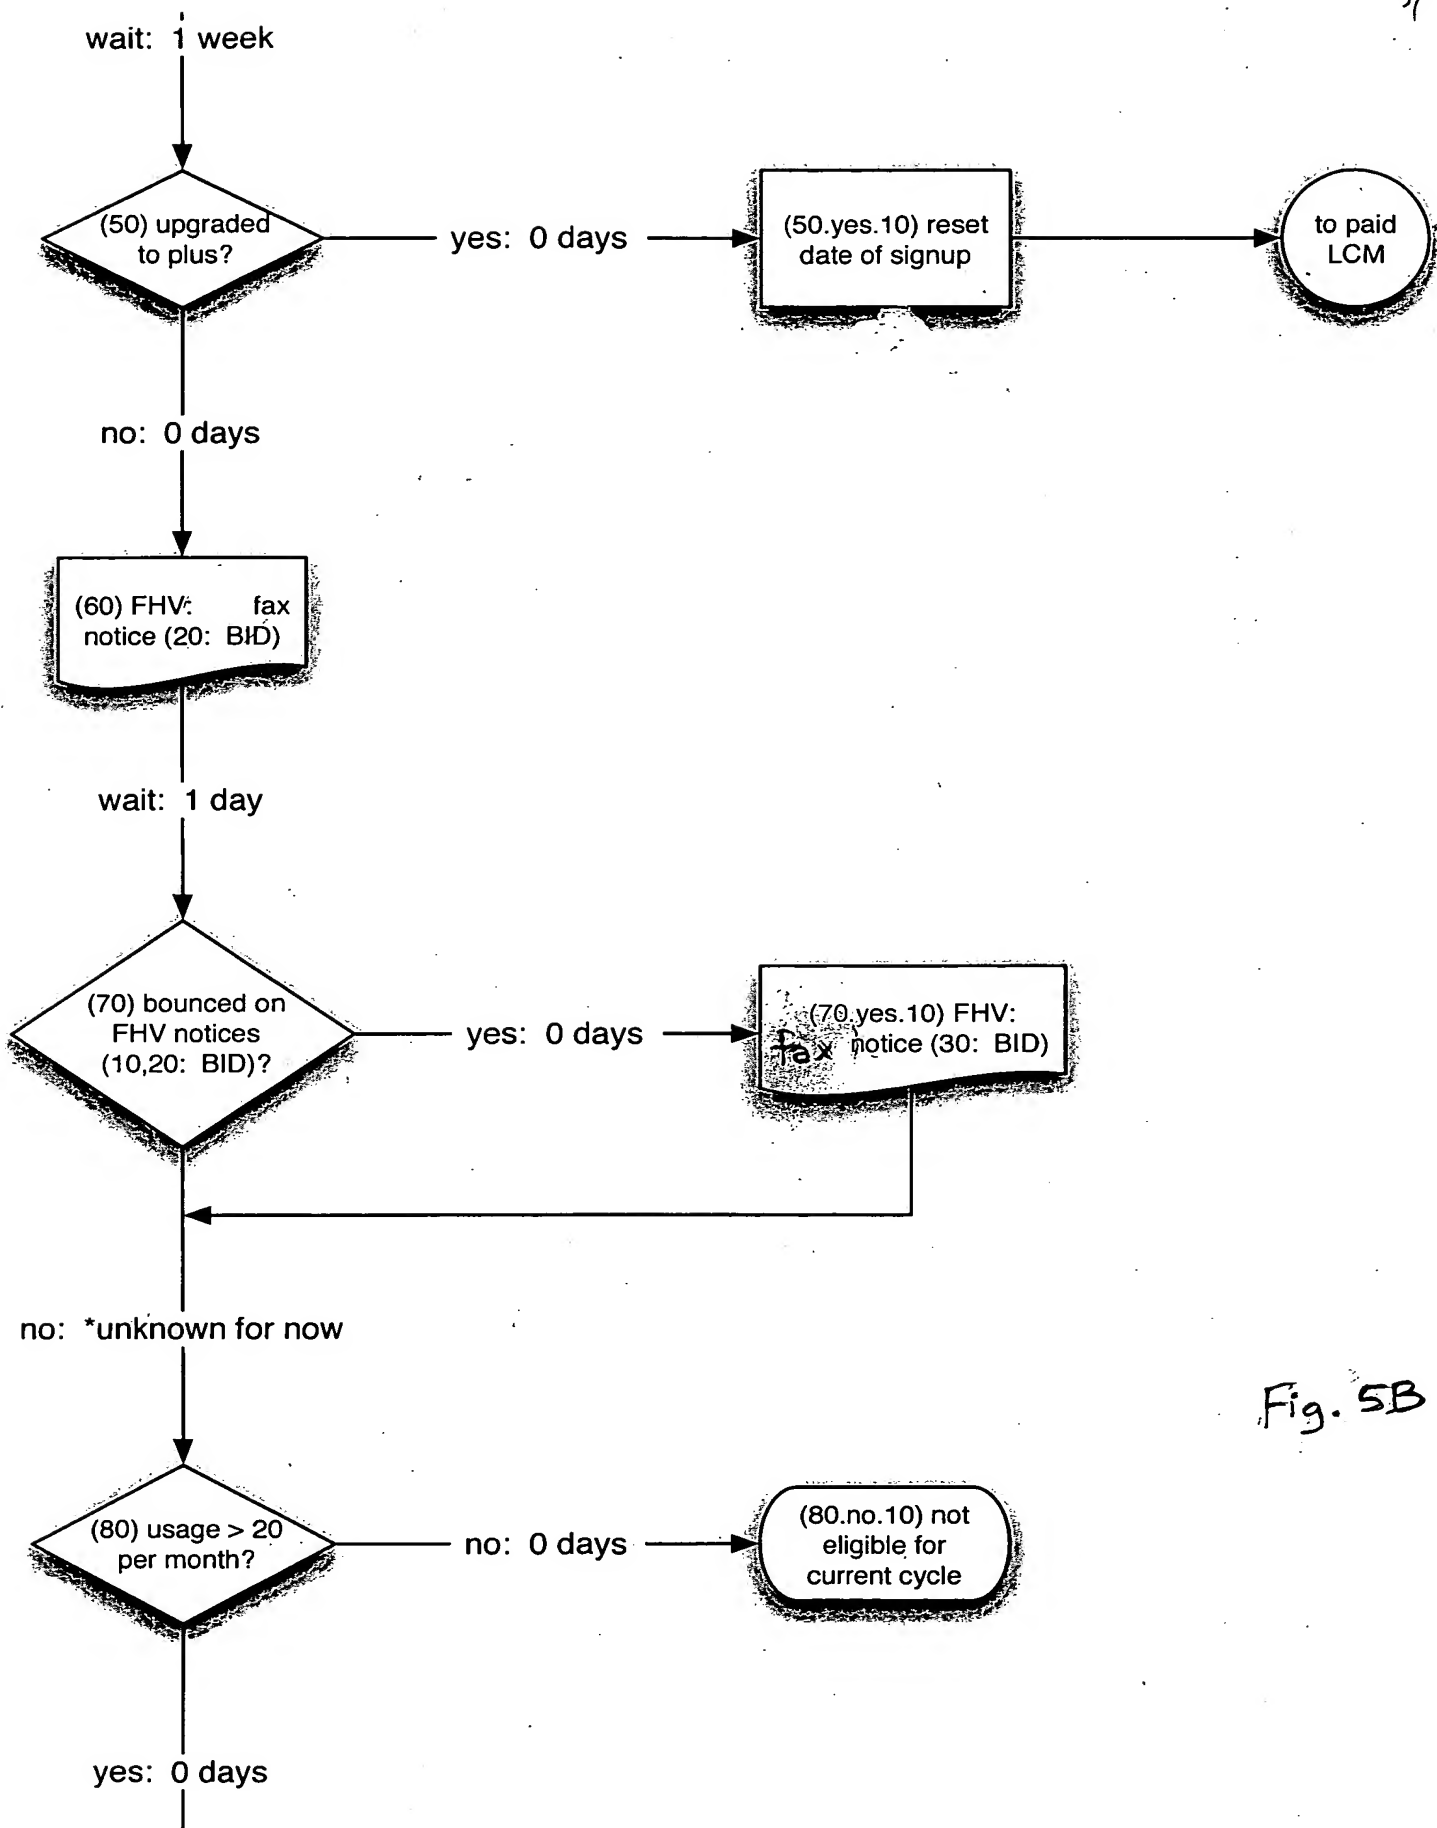 wait: 1 week
(50) upgraded
to plus?
yes: 0 days
(50.yes.10) reset
date of signup
to paid
LCM
no: 0 days
(60) FHV: fax
notice (20: BID)
wait: 1 day
(70) bounced on
FHV notices
(10,20: BID)?
yes: 0 days
(70.yes.10) FHV:
fax notice (30: BID)
no: *unknown for now
Fig. 5B
(80) usage > 20
per month?
no: 0 days
(80.no.10) not
eligible for
current cycle
yes: 0 days